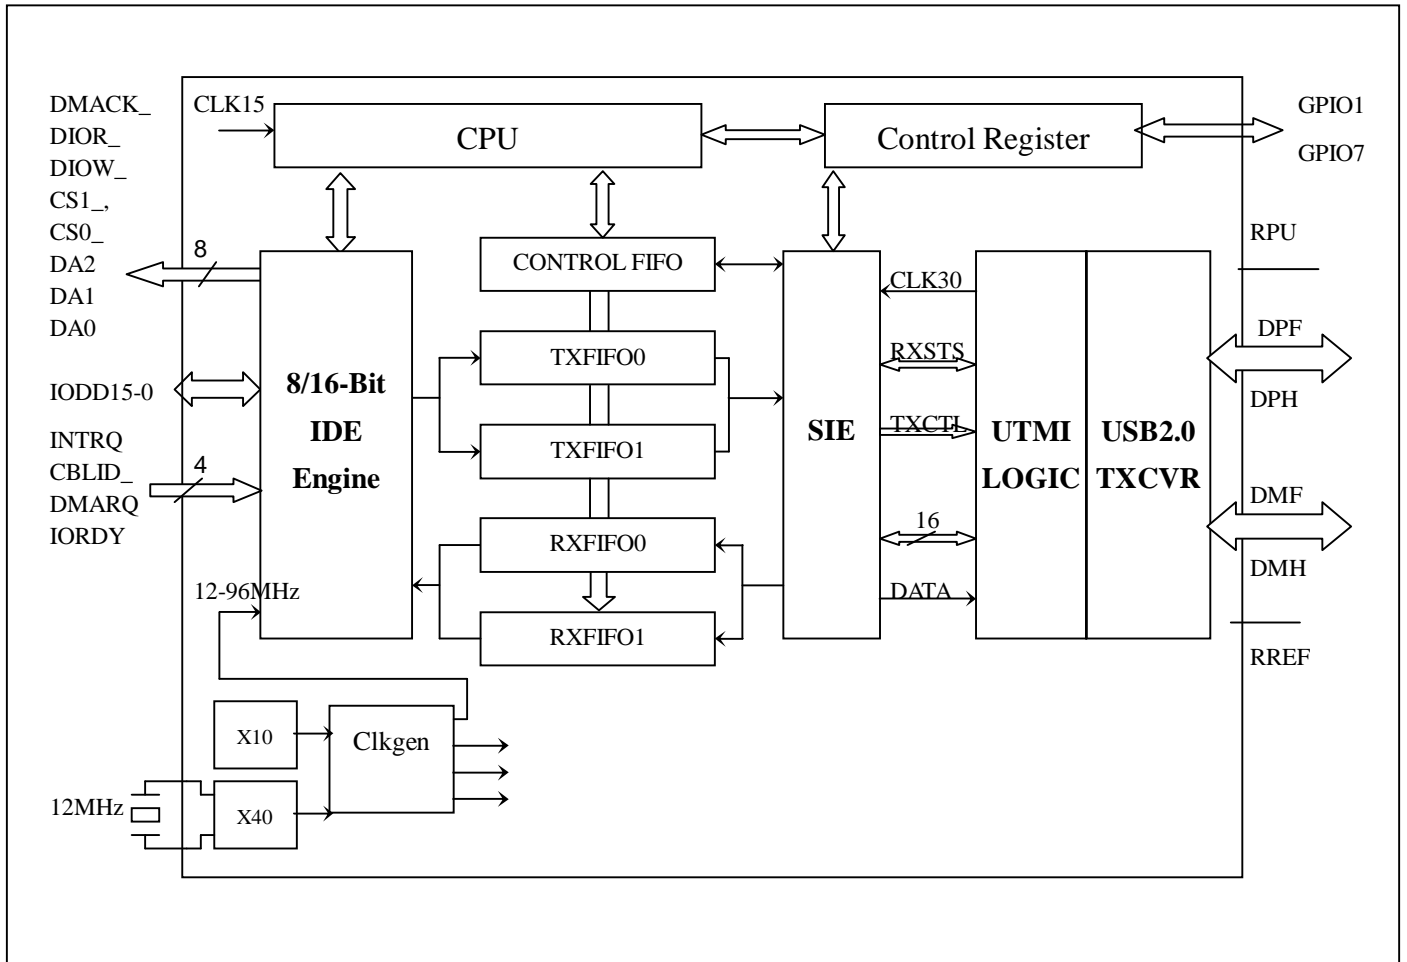 DMACK_
DIOR_
DIOW_
CS1_,
CS0_
DA2
DA1
DA0
8
IODD15-0
INTRQ
CBLID_
DMARQ
IORDY
4
12-96MHz
CLK15
CPU
Control Register
GPIO1
GPIO7
8/16-Bit
IDE
Engine
CONTROL FIFO
TXFIFO0
TXFIFO1
RXFIFO0
RXFIFO1
SIE
CLK30
RXSTS
TXCTL
16
DATA
UTMI
LOGIC
USB2.0
TXCVR
RPU
DPF
DPH
DMF
DMH
RREF
X10
Clkgen
12MHz
X40